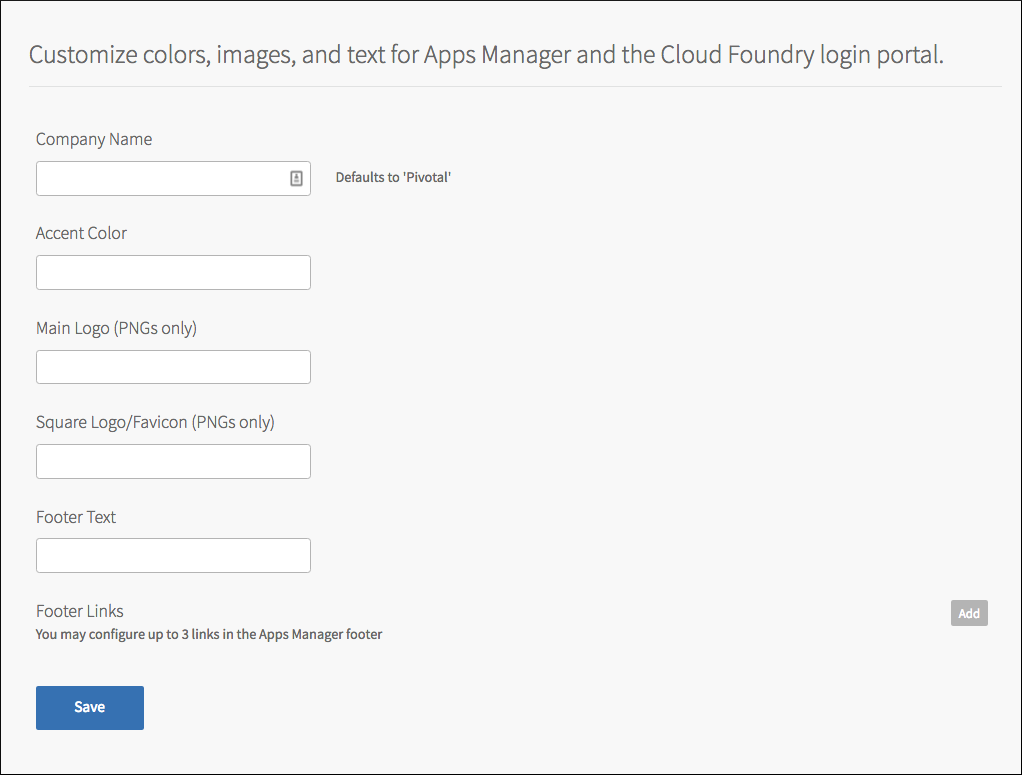 Customize colors, images, and text for Apps Manager and the Cloud Foundry login portal.
Company Name
Defaults to 'Pivotal'
Accent Color
Main Logo (PNGs only)
Square Logo/Favicon (PNGs only)
Footer Text
Footer Links
Add
You may configure up to 3 links in the Apps Manager footer
Save